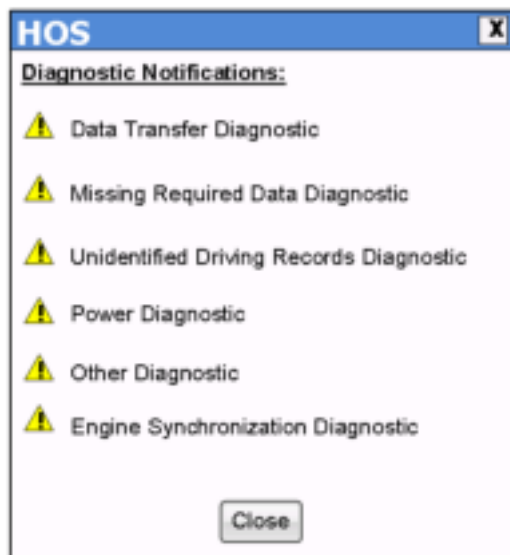 HOS
X
Diagnostic Notifications:
Data Transfer Diagnostic
Missing Required Data Diagnostic
Unidentified Driving Records Diagnostic
Power Diagnostic
Other Diagnostic
Engine Synchronization Diagnostic
Close